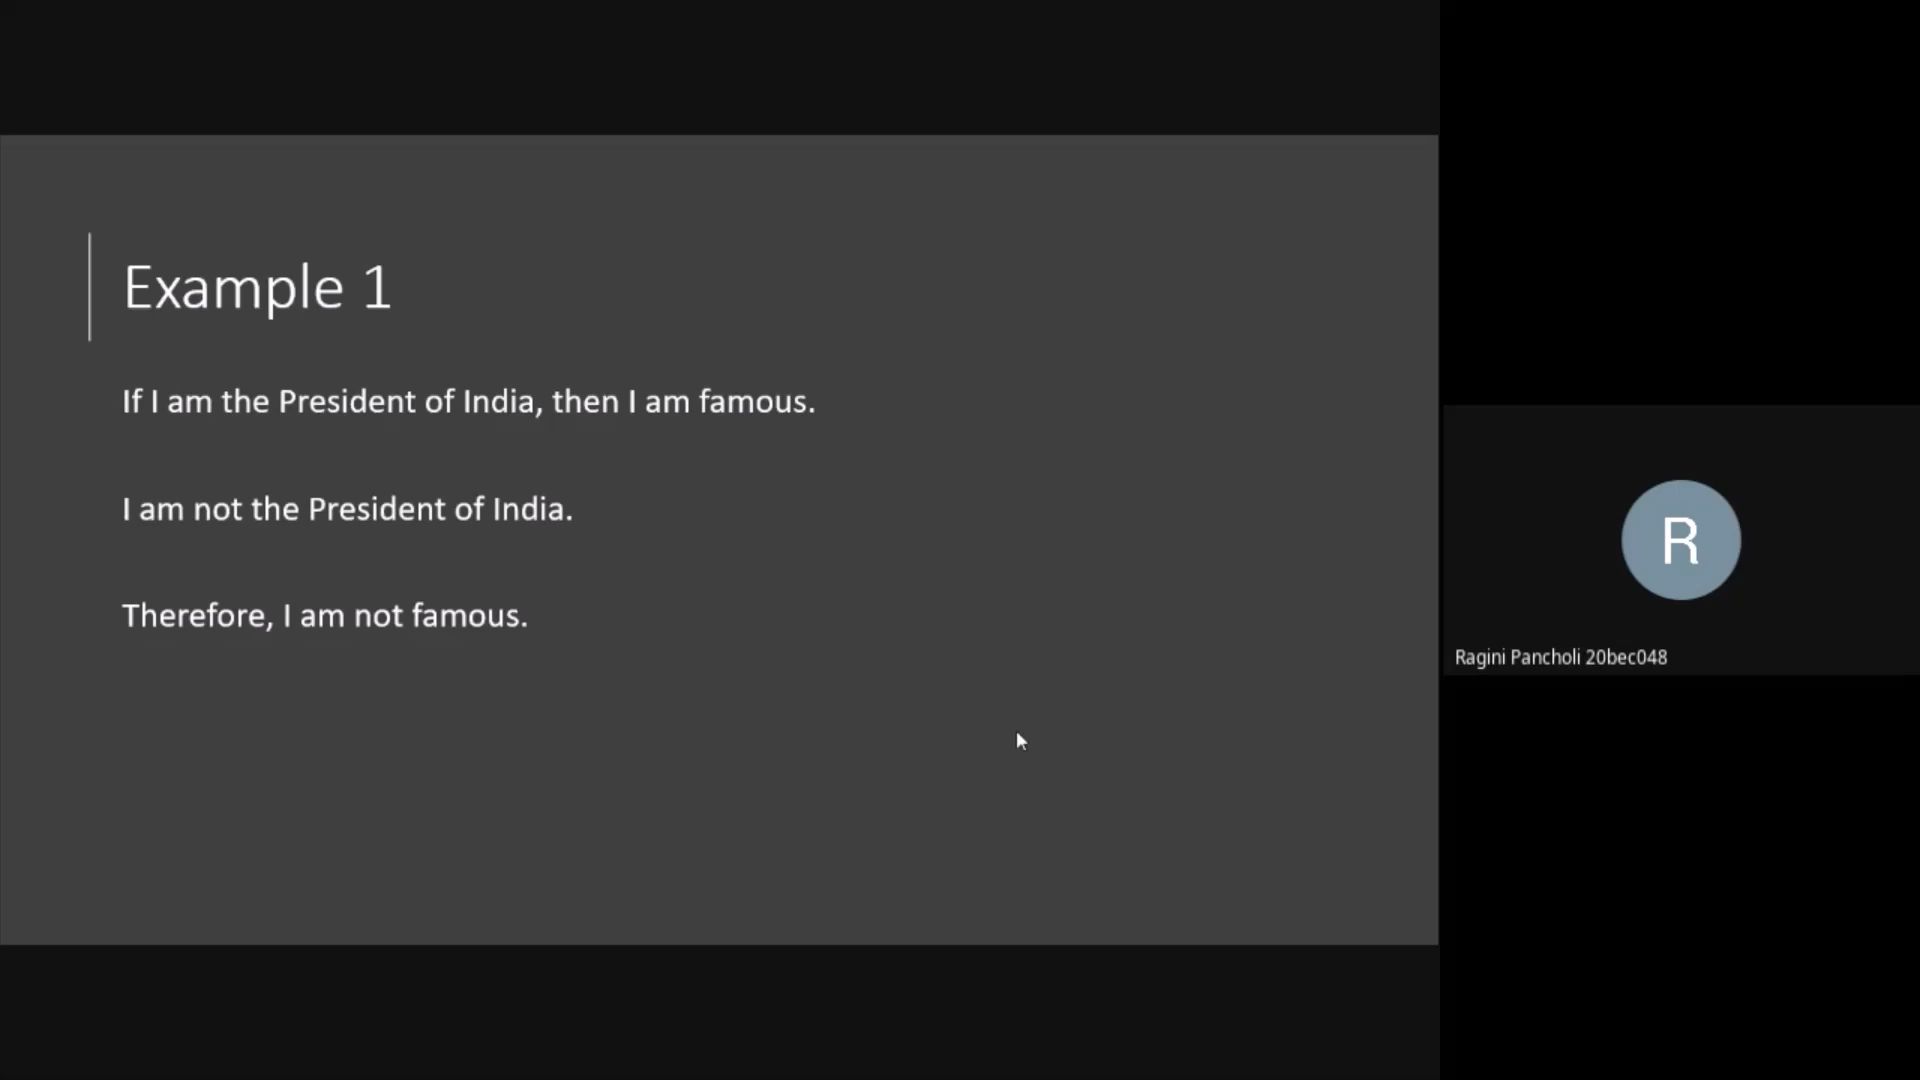 Example 1
If I am the President of India, then I am famous.
I am not the President of India.
Therefore, I am not famous.
R
Ragini Pancholi 20bec048